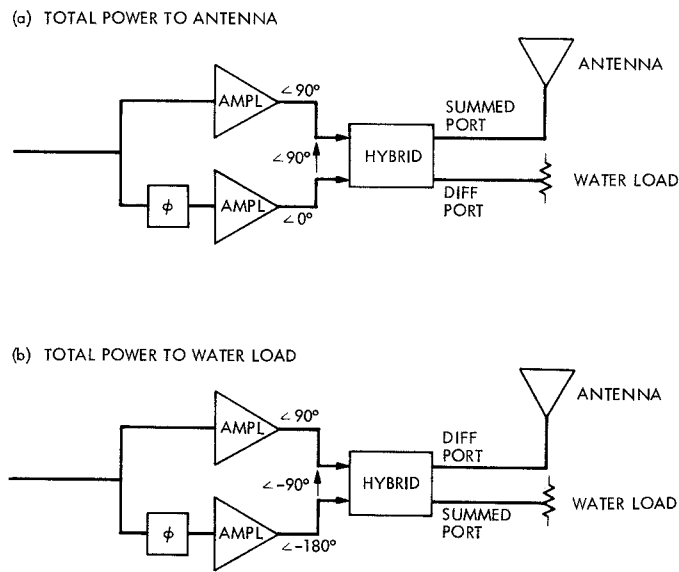 (a) TOTAL POWER TO ANTENNA
AMPL
∠90°
ANTENNA
SUMMED
PORT
∠90°
HYBRID
WATER LOAD
DIFF
PORT
ϕ
AMPL
∠0°
(b) TOTAL POWER TO WATER LOAD
AMPL
∠90°
ANTENNA
DIFF
PORT
∠-90°
HYBRID
WATER LOAD
SUMMED
PORT
ϕ
AMPL
∠-180°